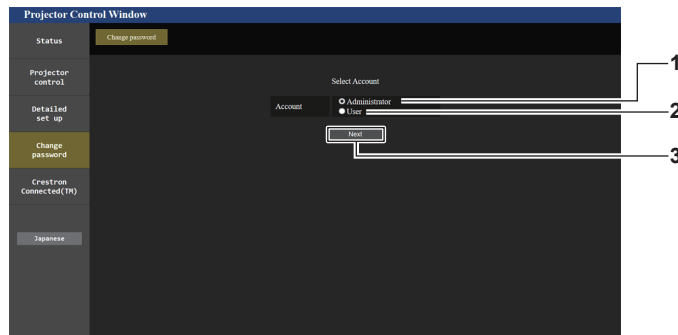 Projector Control Window
Status
Change password
Projector
control
Select Account
1
Account
Administrator
User
2
Detailed
set up
Next
3
Change
password
Crestron
Connected(TM)
Japanese